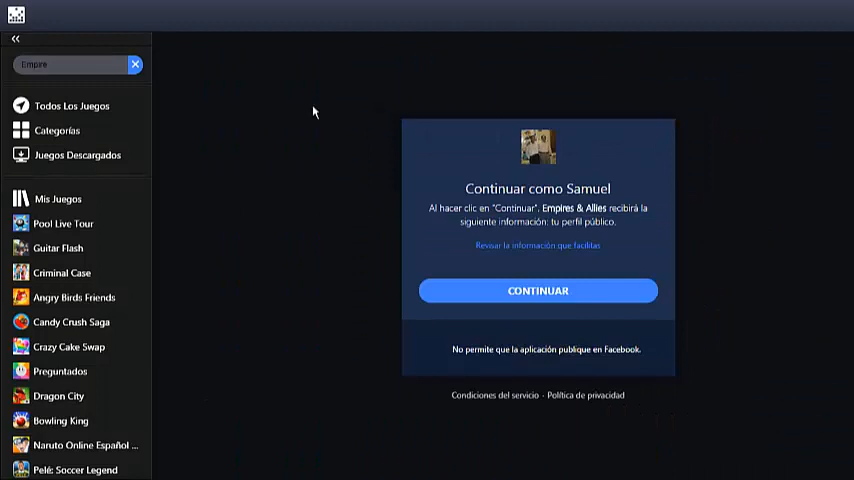 Empire
Todos Los Juegos
Categorías
Juegos Descargados
Mis Juegos
Pool Live Tour
Guitar Flash
Criminal Case
Angry Birds Friends
Candy Crush Saga
Crazy Cake Swap
Preguntados
Dragon City
Bowling King
Naruto Online Español ...
Pelé: Soccer Legend
Continuar como Samuel
Al hacer clic en "Continuar", Empires & Allies recibirá la
siguiente información: tu perfil público.
Revisar la información que facilitas
CONTINUAR
No permite que la aplicación publique en Facebook.
Condiciones del servicio · Política de privacidad